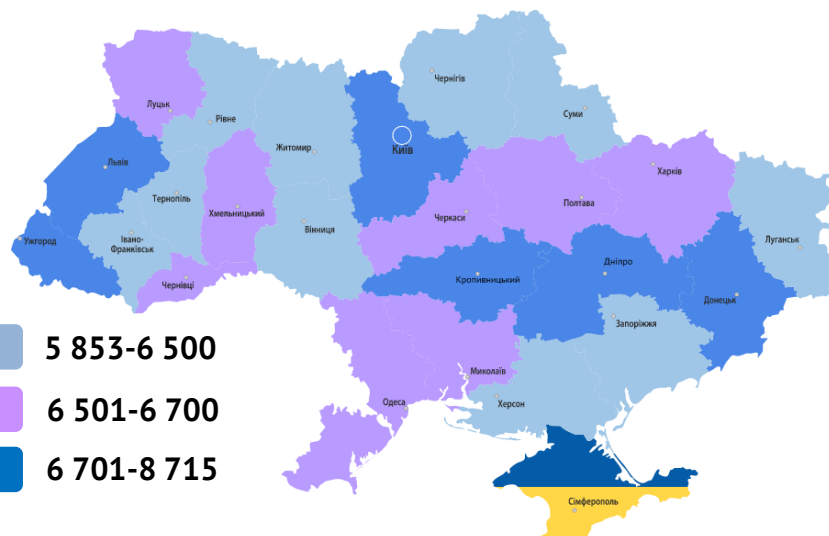 Чернігів
Луцьк
Суми
Рівне
Житомир
Київ
Львів
Харків
Тернопіль
Полтава
Хмельницький
Черкаси
Вінниця
Ужгород
Івано-
Франківськ
Луганськ
Дніпро
Кропивницький
Чернівці
Донецьк
Запоріжжя
5 853-6 500
Миколаїв
Одеса
Херсон
6 501-6 700
6 701-8 715
Сімферополь